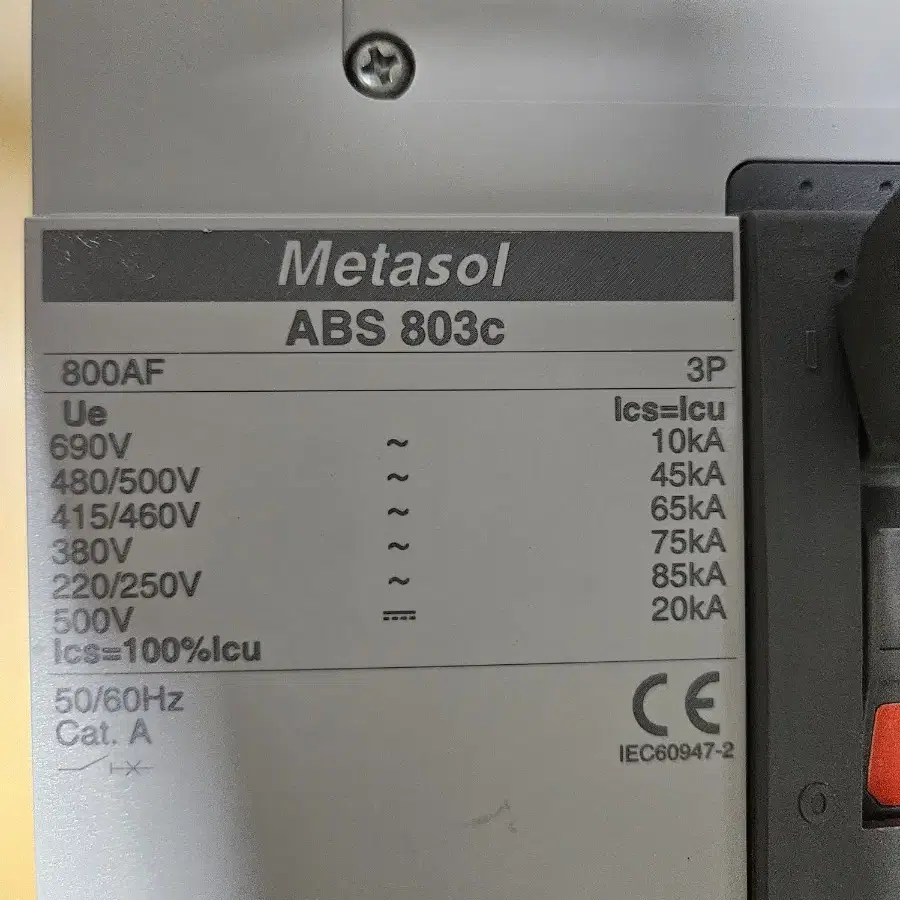 Metasol
ABS 803c
800AF 3P
Ue Ics=Icu
690V ~ 10kA
480/500V ~ 45kA
415/460V ~ 65kA
380V ~ 75kA
220/250V ~ 85kA
500V ⎓ 20kA
Ics=100%Icu
50/60Hz
Cat. A
CE
IEC60947-2
I
O